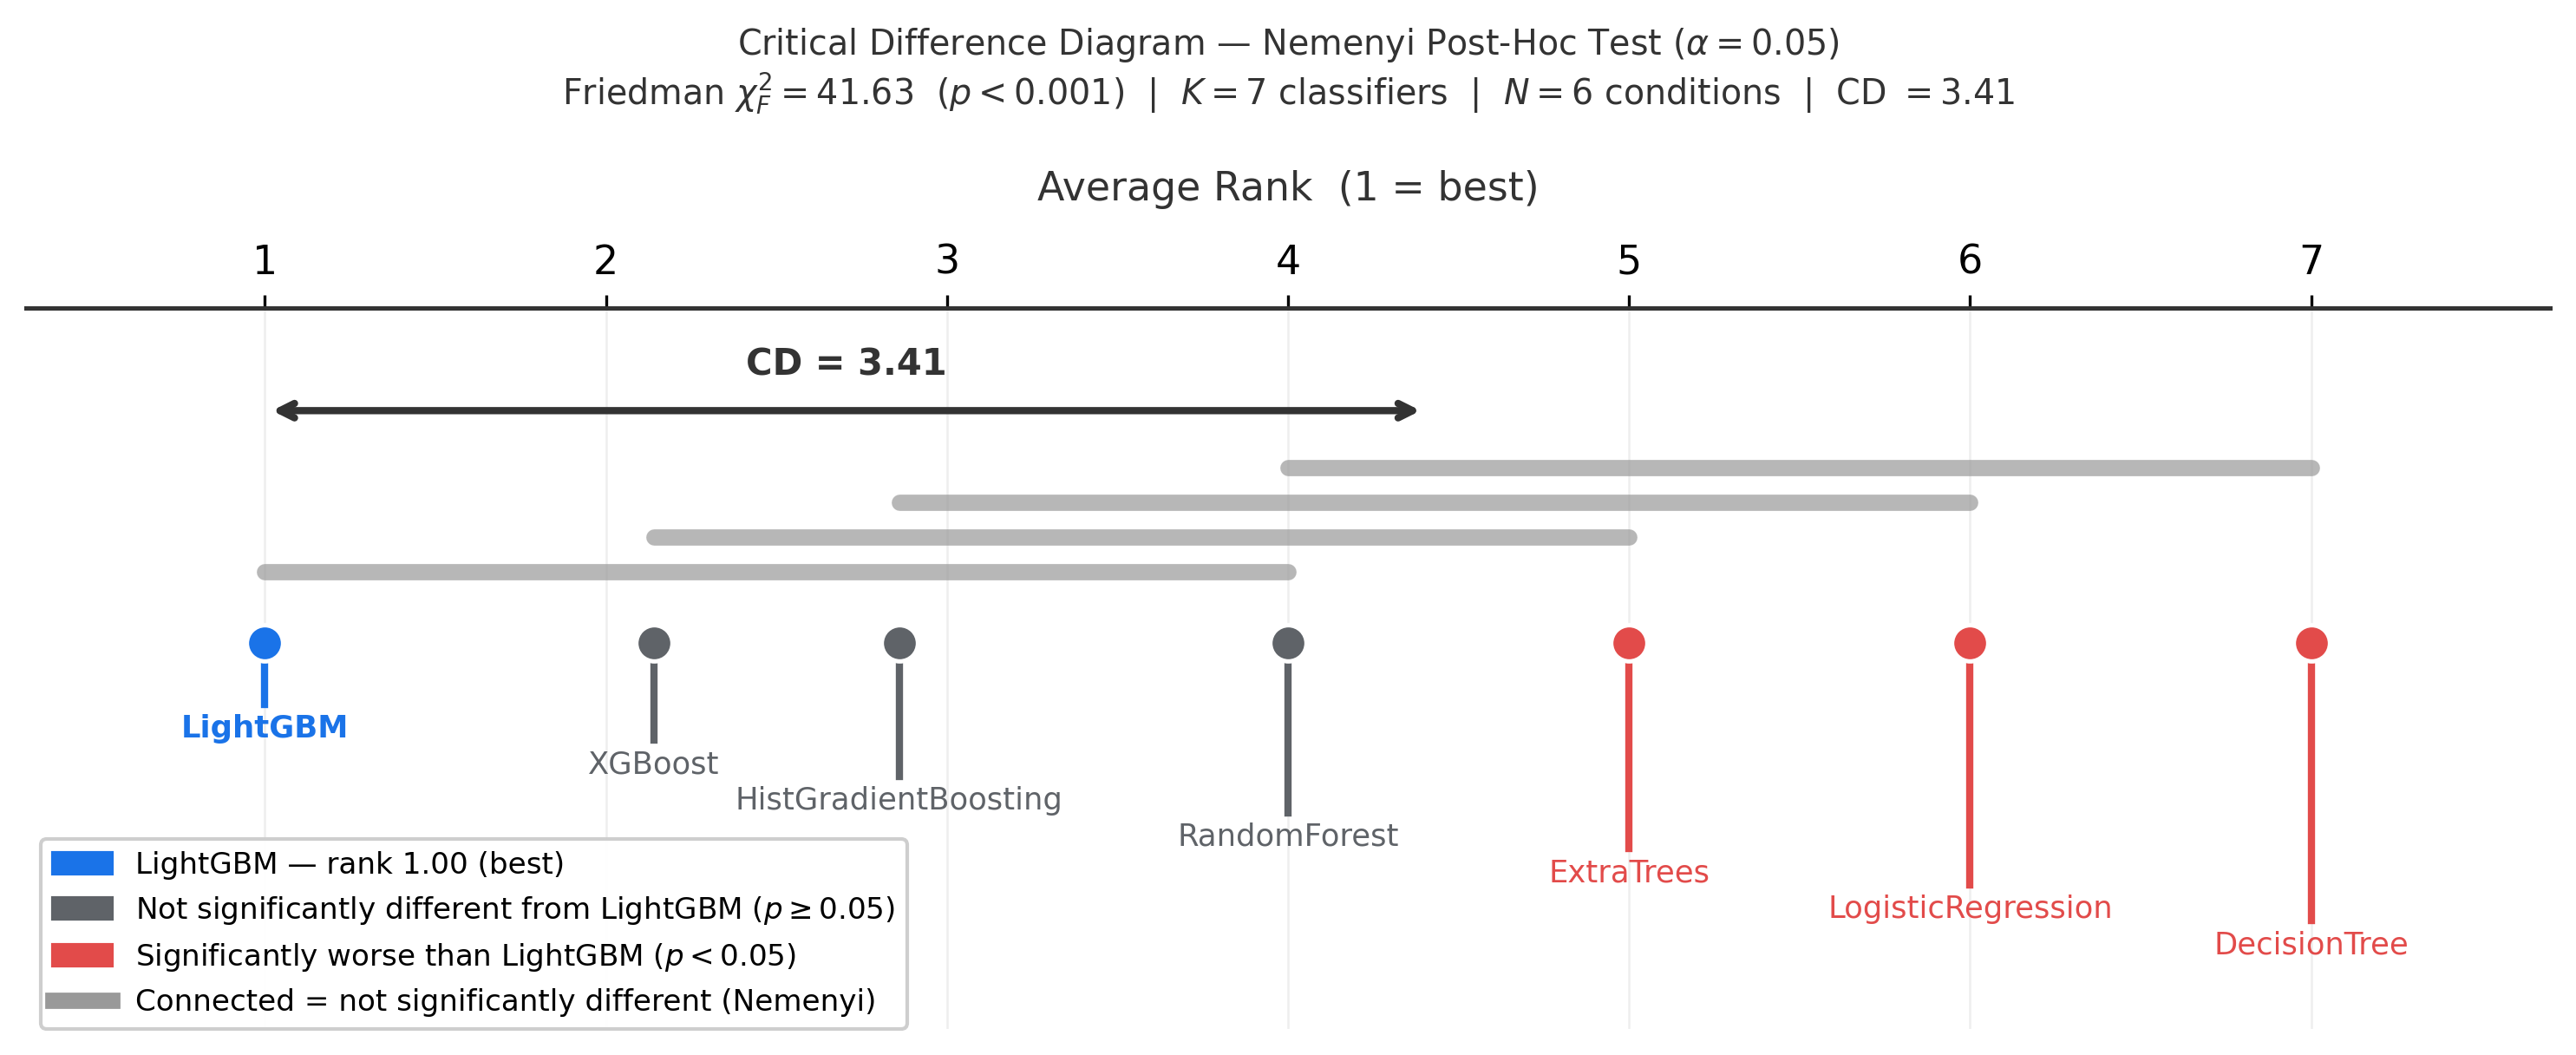 Critical Difference Diagram — Nemenyi Post-Hoc Test (α = 0.05)
Friedman χ²_F = 41.63 (p < 0.001) | K = 7 classifiers | N = 6 conditions | CD = 3.41
Average Rank (1 = best)
1 2 3 4 5 6 7
CD = 3.41
LightGBM
XGBoost
HistGradientBoosting
RandomForest
ExtraTrees
LogisticRegression
DecisionTree
LightGBM — rank 1.00 (best)
Not significantly different from LightGBM (p ≥ 0.05)
Significantly worse than LightGBM (p < 0.05)
Connected = not significantly different (Nemenyi)